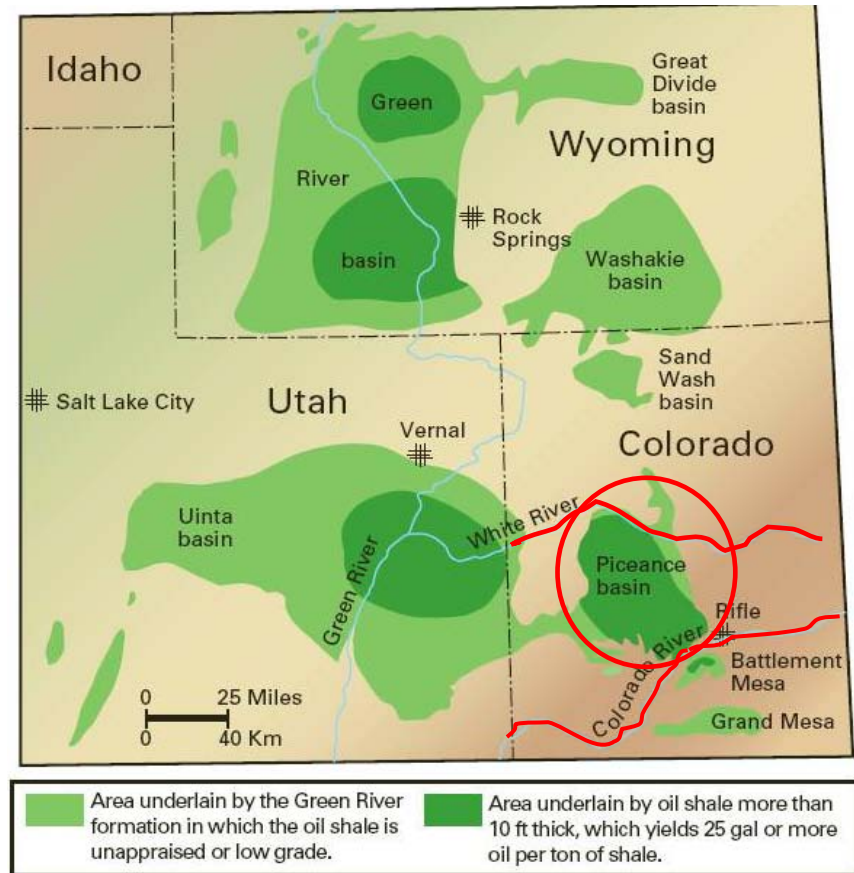 Idaho
Green
River
basin
Great
Divide
basin
Wyoming
Rock
Springs
Washakie
basin
Salt Lake City
Utah
Vernal
Sand
Wash
basin
Colorado
Uinta
basin
Green River
White River
Piceance
basin
Rifle
Colorado River
Battlement
Mesa
Grand Mesa
0 25 Miles
0 40 Km
Area underlain by the Green River
formation in which the oil shale is
unappraised or low grade.
Area underlain by oil shale more than
10 ft thick, which yields 25 gal or more
oil per ton of shale.